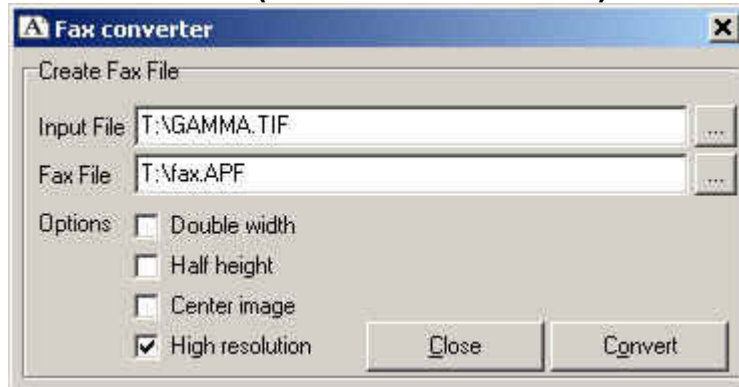 Fax converter
Create Fax File
Input File T:\GAMMA.TIF ...
Fax File T:\fax.APF ...
Options Double width
Half height
Center image
High resolution Close Convert